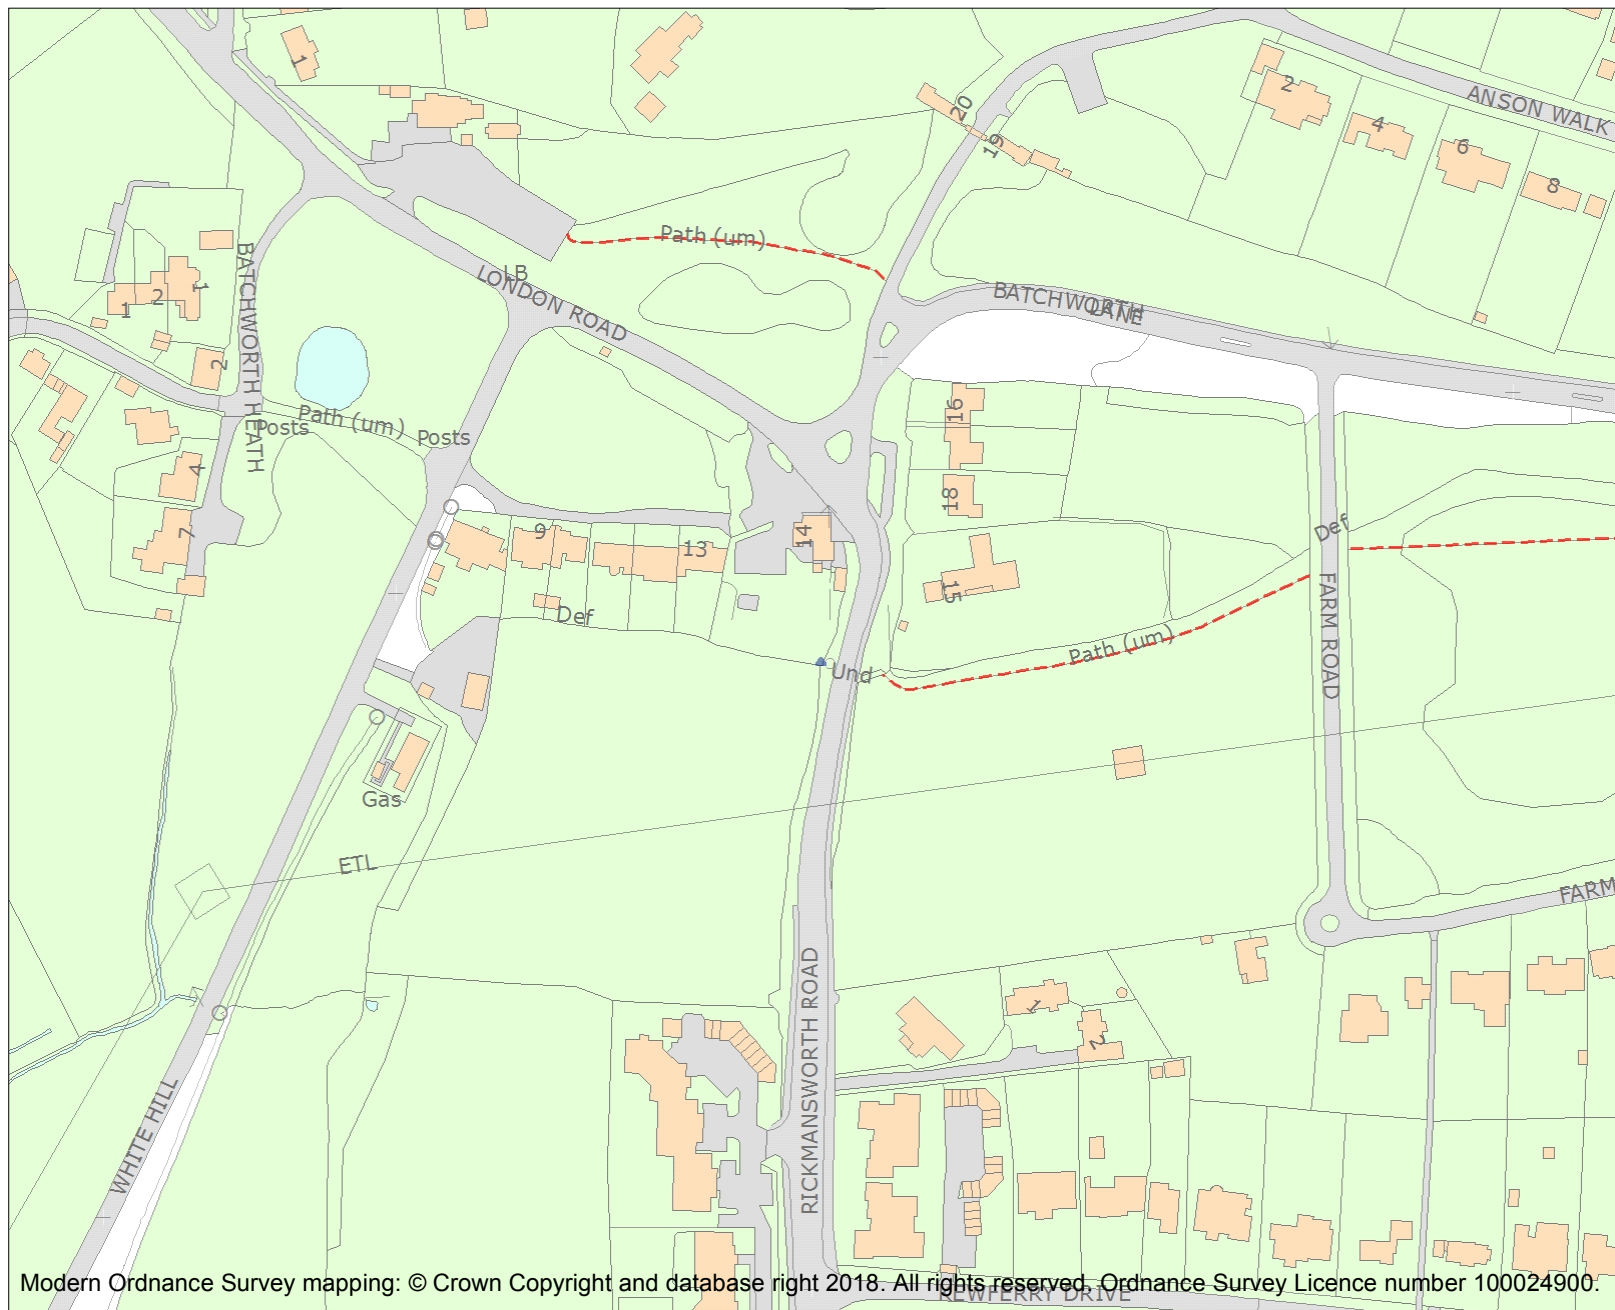 1
20
19
2
4
6
8
ANSON WALK
Path (um)
LB
LONDON ROAD
BATCHWORTH
LANE
BATCHWORTH HEATH
1
2
1
2
Path (um)
Posts
Posts
4
7
9
13
14
16
18
15
Def
Def
Und
Path (um)
FARM ROAD
Gas
ETL
FARM
RICKMANSWORTH ROAD
1
2
WHITE HILL
Modern Ordnance Survey mapping: © Crown Copyright and database right 2018. All rights reserved. Ordnance Survey Licence number 100024900.
EWFERRY DRIVE